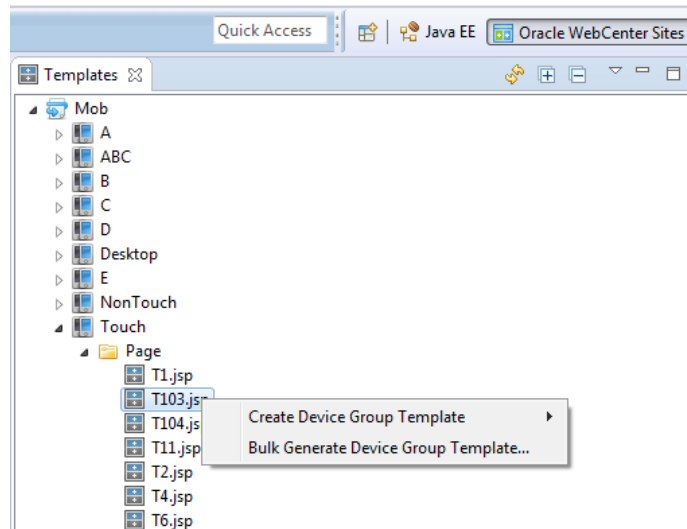 Quick Access
Java EE
Oracle WebCenter Sites
Templates
Mob
A
ABC
B
C
D
Desktop
E
NonTouch
Touch
Page
T1.jsp
T103.jsp
T104.js
T11.jsp
T2.jsp
T4.jsp
T6.jsp
Create Device Group Template
Bulk Generate Device Group Template...